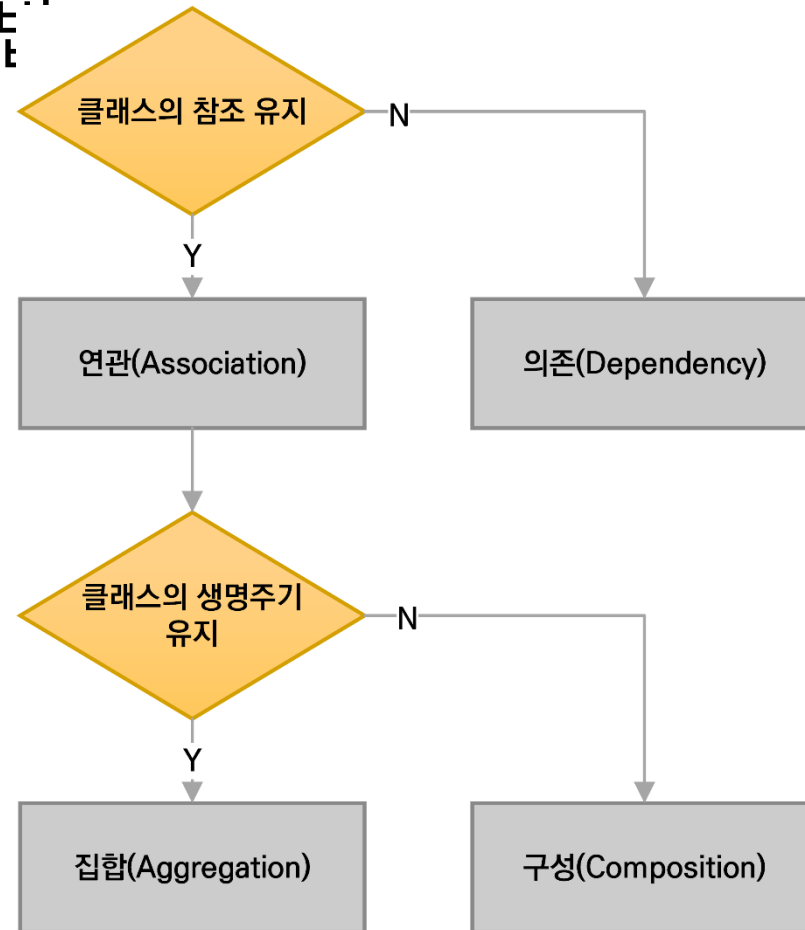 클래스의 참조 유지
N
Y
연관(Association)
의존(Dependency)
클래스의 생명주기
유지
N
Y
집합(Aggregation)
구성(Composition)